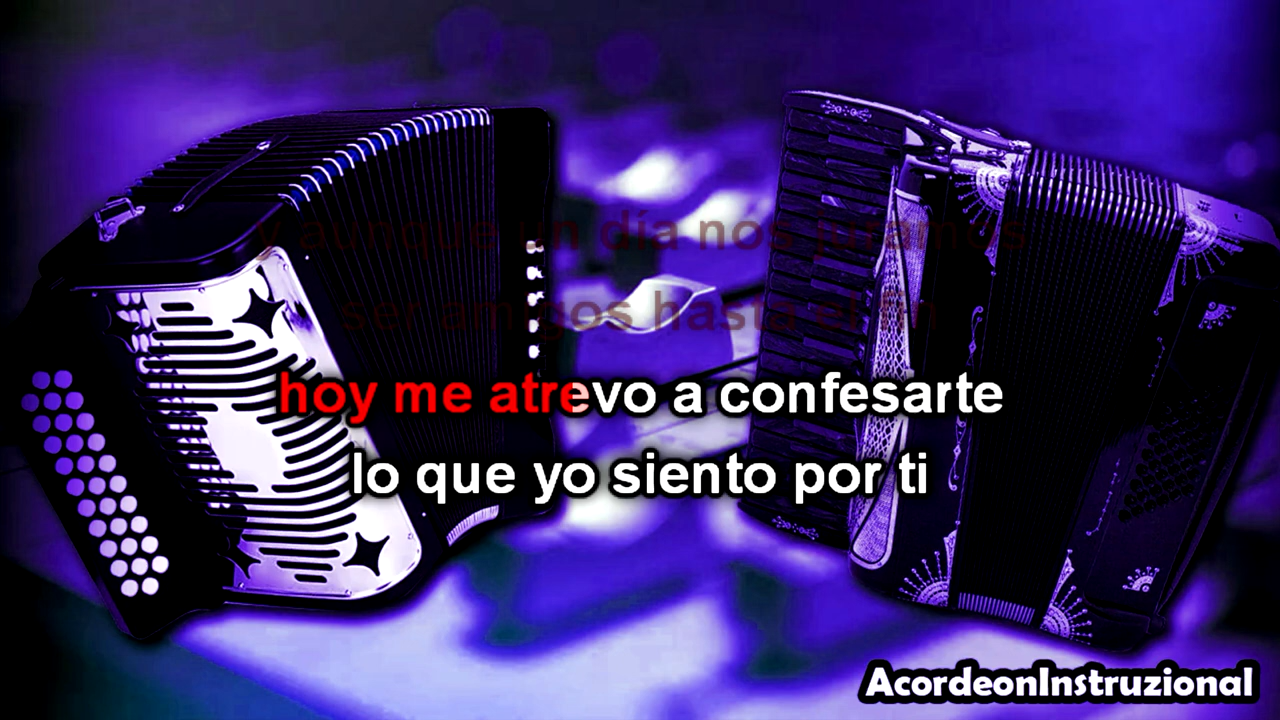 y aunque un día nos juramos
ser amigos hasta el fin
hoy me atrevo a confesarte
lo que yo siento por ti
AcordeonInstruzional